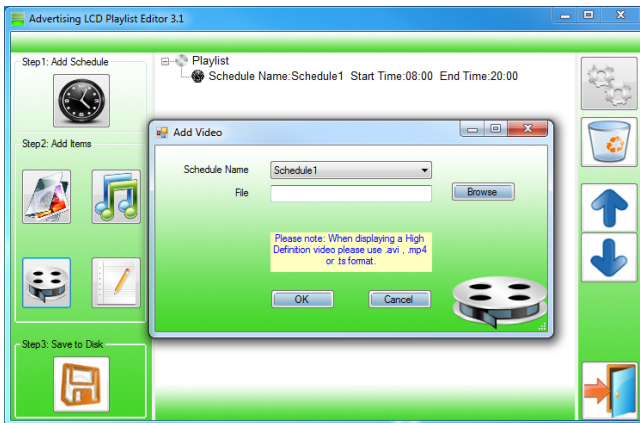 Advertising LCD Playlist Editor 3.1
Step1: Add Schedule
Playlist
Schedule Name:Schedule1 Start Time:08:00 End Time:20:00
Step2: Add Items
Add Video
Schedule Name
Schedule1
File
Browse
Please note: When displaying a High
Definition video please use .avi , .mp4
or .ts format.
OK
Cancel
Step3: Save to Disk